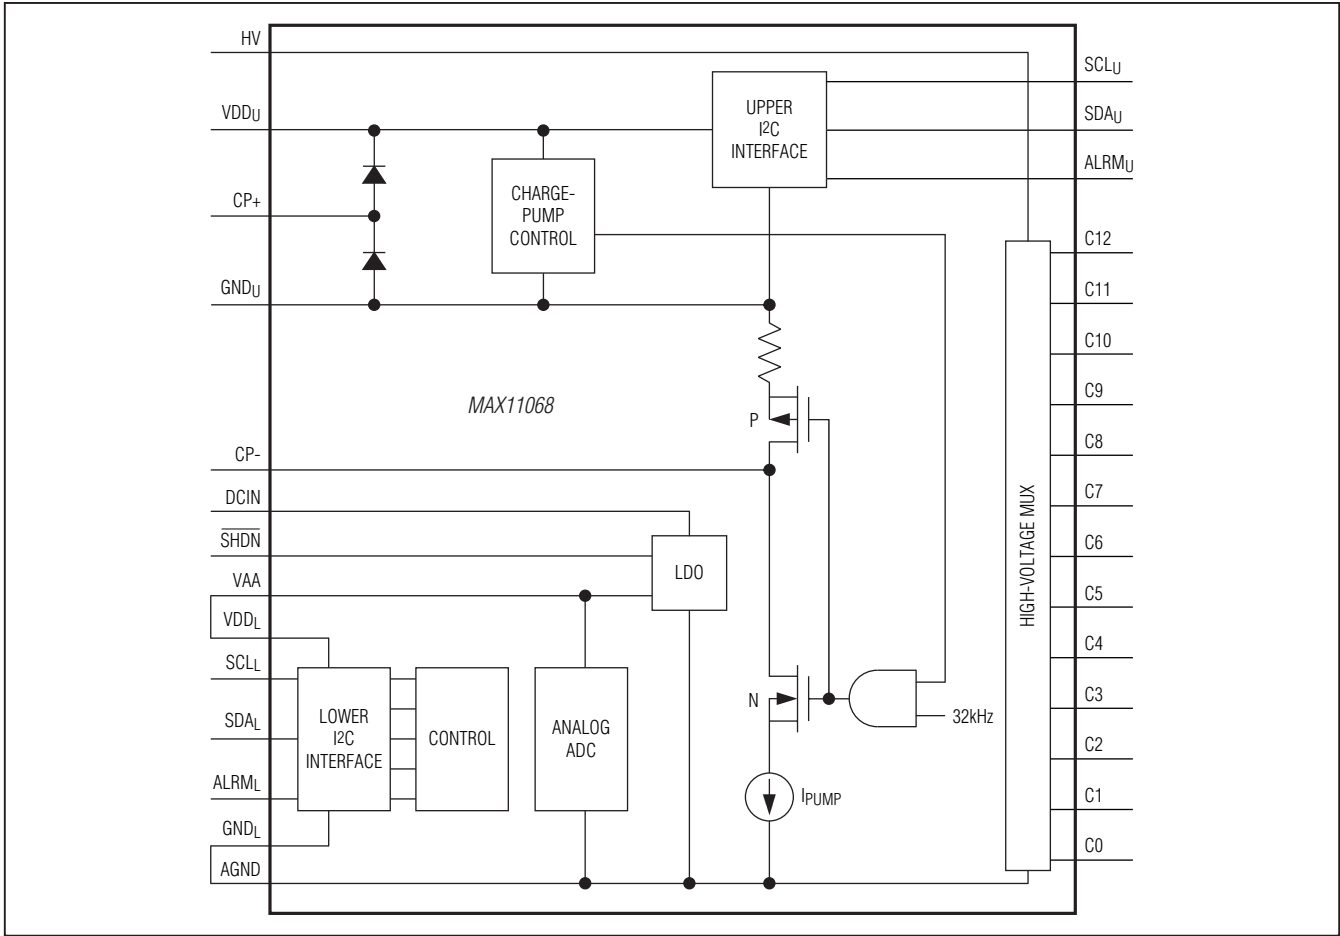 HV
VDDU
CP+
GNDU
CP-
DCIN
SHDN
VAA
VDDL
SCLL
SDAL
ALRML
GNDL
AGND
UPPER
I2C
INTERFACE
CHARGE-
PUMP
CONTROL
MAX11068
P
LDO
N
32kHz
IPUMP
LOWER
I2C
INTERFACE
CONTROL
ANALOG
ADC
HIGH-VOLTAGE MUX
SCLU
SDAU
ALRMU
C12
C11
C10
C9
C8
C7
C6
C5
C4
C3
C2
C1
C0